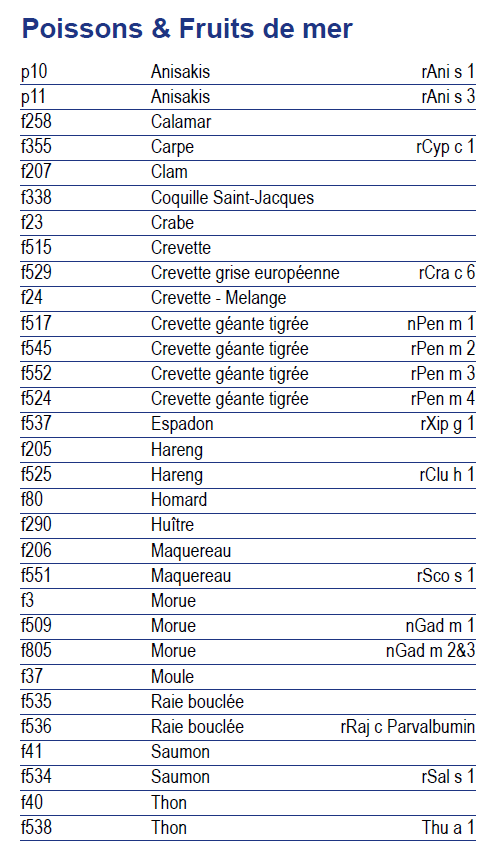 Poissons & Fruits de mer
p10 Anisakis rAni s 1
p11 Anisakis rAni s 3
f258 Calamar
f355 Carpe rCyp c 1
f207 Clam
f338 Coquille Saint-Jacques
f23 Crabe
f515 Crevette
f529 Crevette grise européenne rCra c 6
f24 Crevette - Melange
f517 Crevette géante tigrée nPen m 1
f545 Crevette géante tigrée rPen m 2
f552 Crevette géante tigrée rPen m 3
f524 Crevette géante tigrée rPen m 4
f537 Espadon rXip g 1
f205 Hareng
f525 Hareng rClu h 1
f80 Homard
f290 Huître
f206 Maquereau
f551 Maquereau rSco s 1
f3 Morue
f509 Morue nGad m 1
f805 Morue nGad m 2&3
f37 Moule
f535 Raie bouclée
f536 Raie bouclée rRaj c Parvalbumin
f41 Saumon
f534 Saumon rSal s 1
f40 Thon
f538 Thon Thu a 1